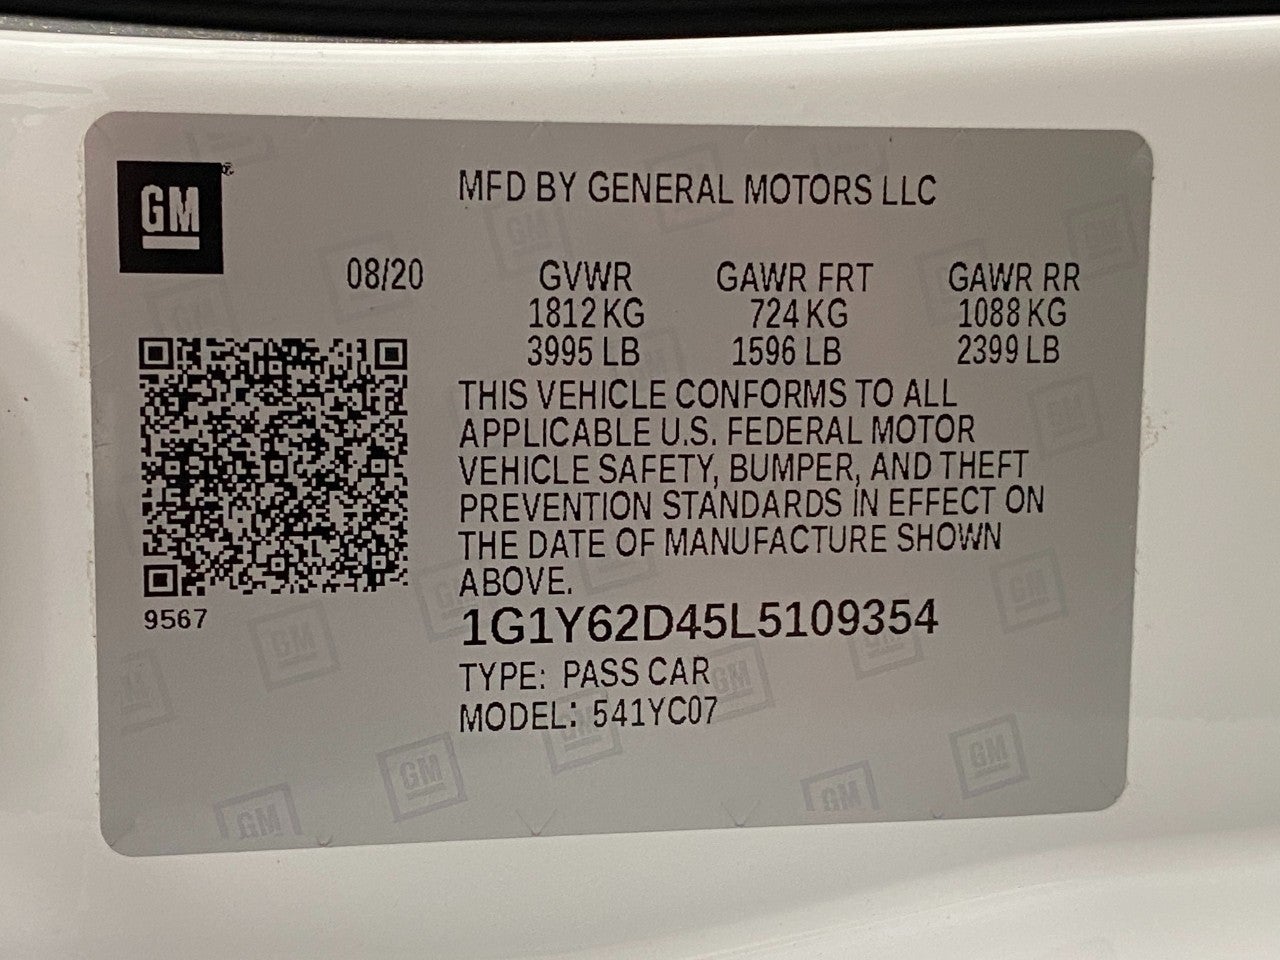 GM
MFD BY GENERAL MOTORS LLC
08/20 GVWR GAWR FRT GAWR RR
1812 KG 724 KG 1088 KG
3995 LB 1596 LB 2399 LB
THIS VEHICLE CONFORMS TO ALL
APPLICABLE U.S. FEDERAL MOTOR
VEHICLE SAFETY, BUMPER, AND THEFT
PREVENTION STANDARDS IN EFFECT ON
THE DATE OF MANUFACTURE SHOWN
ABOVE.
9567
1G1Y62D45L5109354
TYPE: PASS CAR
MODEL: 541YC07